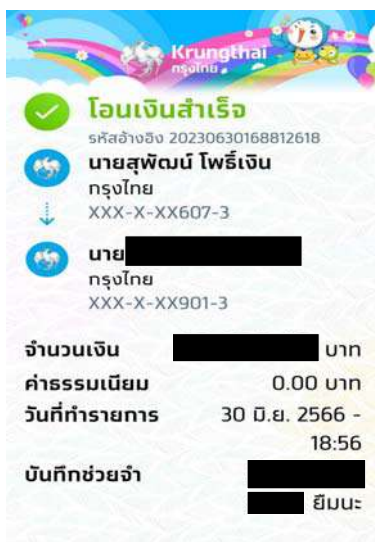 Krungthai
กรุงไทย
โอนเงินสำเร็จ
รหัสอ้างอิง 20230630168812618
นายสุพัฒน์ โพธิ์เงิน
กรุงไทย
XXX-X-XX607-3
นาย
กรุงไทย
XXX-X-XX901-3
จำนวนเงิน บาท
ค่าธรรมเนียม 0.00 บาท
วันที่ทำรายการ 30 มิ.ย. 2566 -
18:56
บันทึกช่วยจำ
ยืมนะ